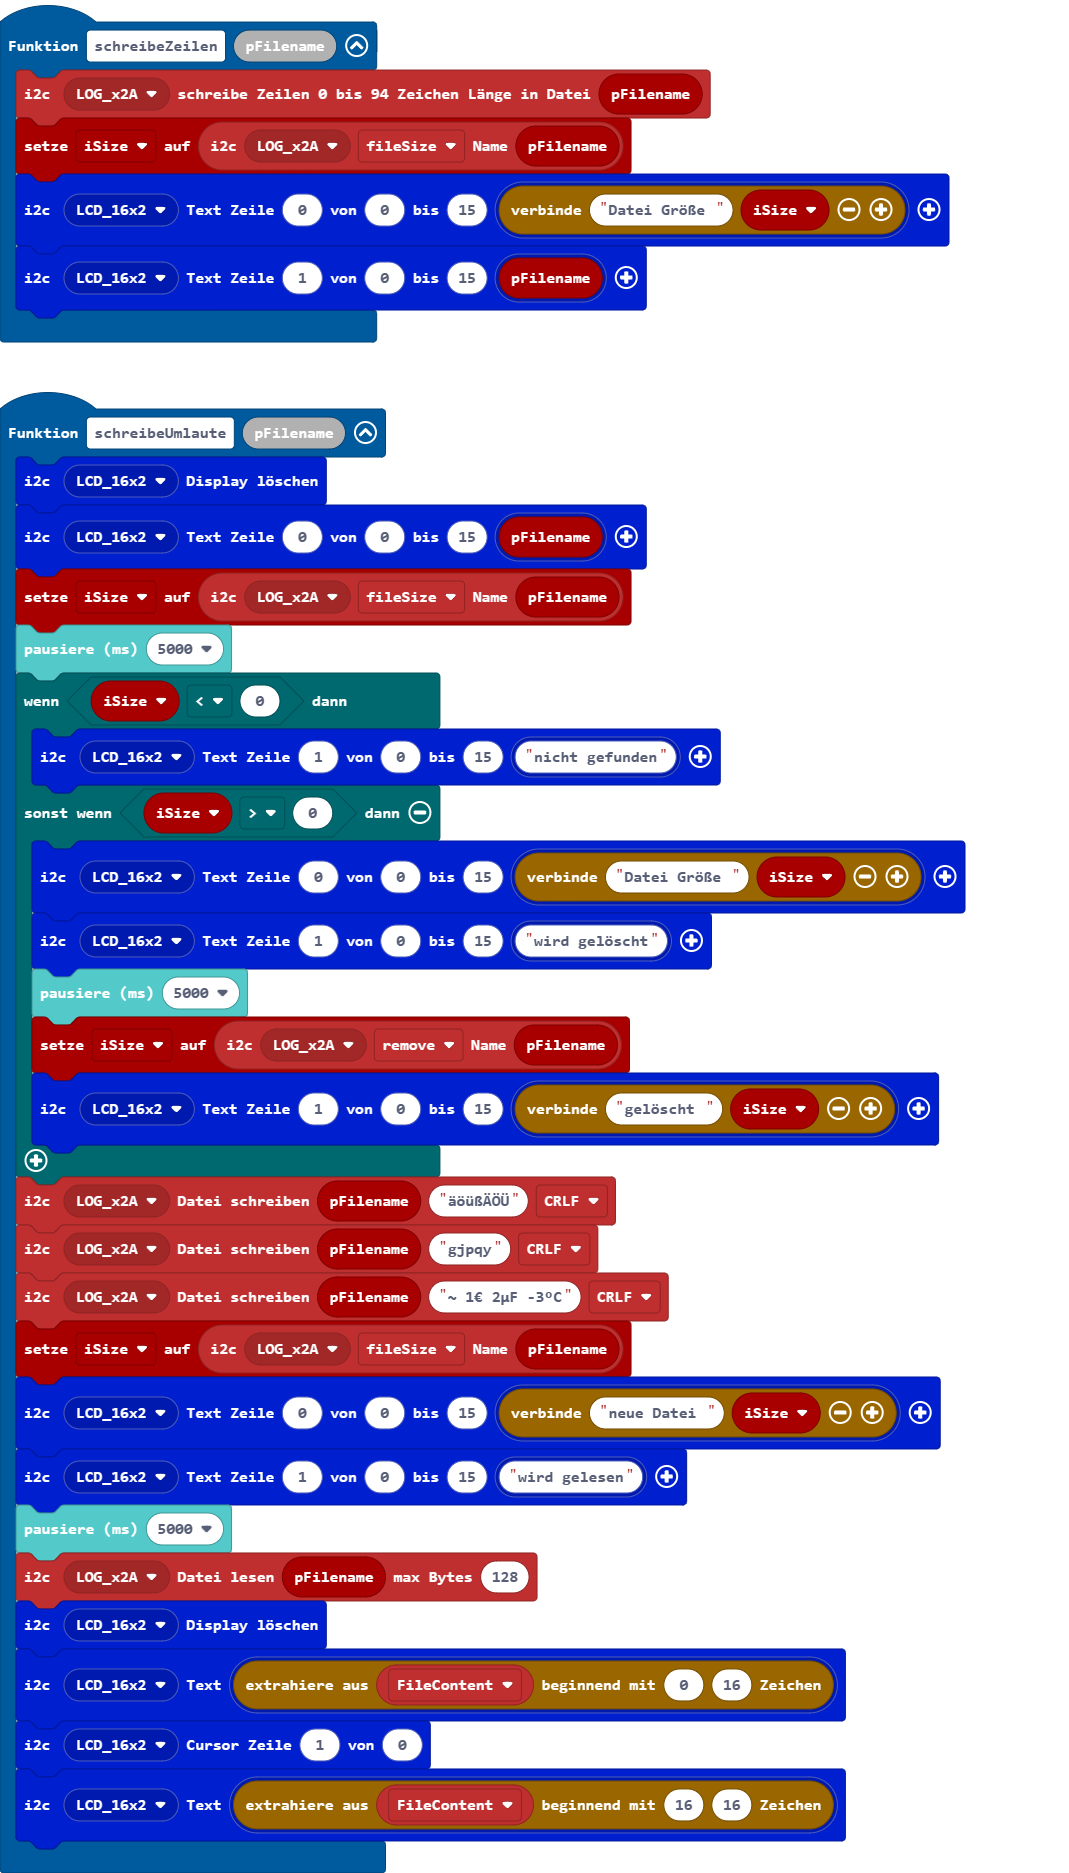 Funktion schreibeZeilen pFilename
i2c LOG_x2A schreibe Zeilen 0 bis 94 Zeichen Länge in Datei pFilename
setze iSize auf i2c LOG_x2A fileSize Name pFilename
i2c LCD_16x2 Text Zeile 0 von 0 bis 15 verbinde "Datei Größe " iSize
i2c LCD_16x2 Text Zeile 1 von 0 bis 15 pFilename
Funktion schreibeUmlaute pFilename
i2c LCD_16x2 Display löschen
i2c LCD_16x2 Text Zeile 0 von 0 bis 15 pFilename
setze iSize auf i2c LOG_x2A fileSize Name pFilename
pausiere (ms) 5000
wenn iSize < 0 dann
i2c LCD_16x2 Text Zeile 1 von 0 bis 15 "nicht gefunden"
sonst wenn iSize > 0 dann
i2c LCD_16x2 Text Zeile 0 von 0 bis 15 verbinde "Datei Größe " iSize
i2c LCD_16x2 Text Zeile 1 von 0 bis 15 "wird gelöscht"
pausiere (ms) 5000
setze iSize auf i2c LOG_x2A remove Name pFilename
i2c LCD_16x2 Text Zeile 1 von 0 bis 15 verbinde "gelöscht " iSize
i2c LOG_x2A Datei schreiben pFilename "äöüßÄÖÜ" CRLF
i2c LOG_x2A Datei schreiben pFilename "gjpqy" CRLF
i2c LOG_x2A Datei schreiben pFilename "~ 1€ 2µF -3°C" CRLF
setze iSize auf i2c LOG_x2A fileSize Name pFilename
i2c LCD_16x2 Text Zeile 0 von 0 bis 15 verbinde "neue Datei " iSize
i2c LCD_16x2 Text Zeile 1 von 0 bis 15 "wird gelesen"
pausiere (ms) 5000
i2c LOG_x2A Datei lesen pFilename max Bytes 128
i2c LCD_16x2 Display löschen
i2c LCD_16x2 Text extrahiere aus FileContent beginnend mit 0 16 Zeichen
i2c LCD_16x2 Cursor Zeile 1 von 0
i2c LCD_16x2 Text extrahiere aus FileContent beginnend mit 16 16 Zeichen